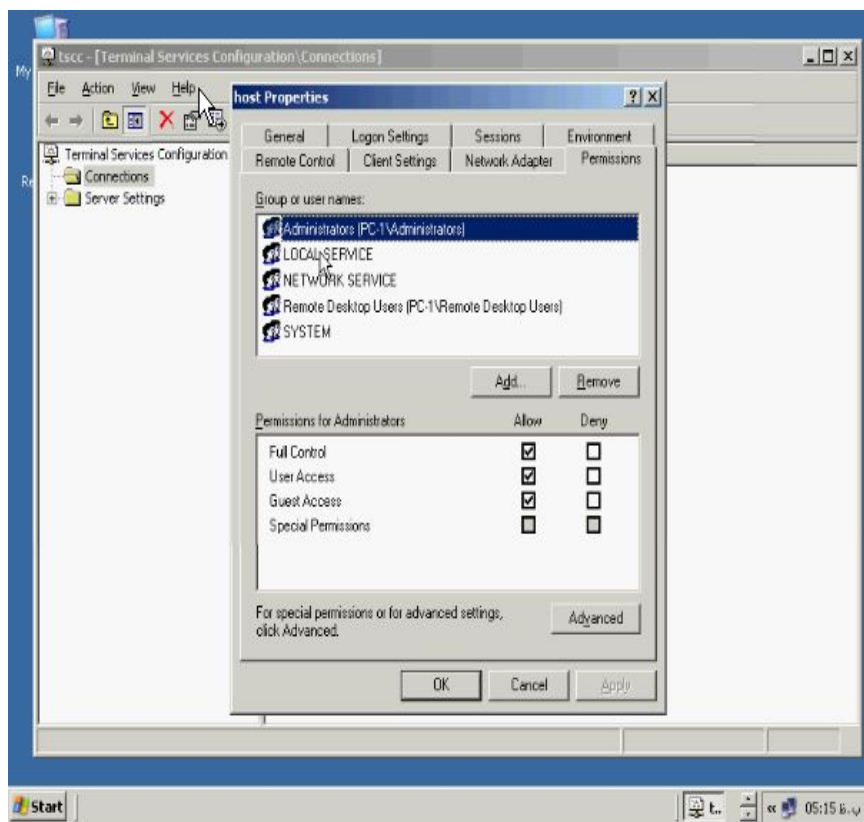 My
tscc - [Terminal Services Configuration\Connections]
File Action View Help
Terminal Services Configuration
Connections
Server Settings
Re
host Properties
General Logon Settings Sessions Environment
Remote Control Client Settings Network Adapter Permissions
Group or user names:
Administrators (PC-1\Administrators)
LOCAL SERVICE
NETWORK SERVICE
Remote Desktop Users (PC-1\Remote Desktop Users)
SYSTEM
Add... Remove
Permissions for Administrators Allow Deny
Full Control
User Access
Guest Access
Special Permissions
For special permissions or for advanced settings,
click Advanced.
Advanced
OK Cancel Apply
Start t.. « 05:15 ب.ظ